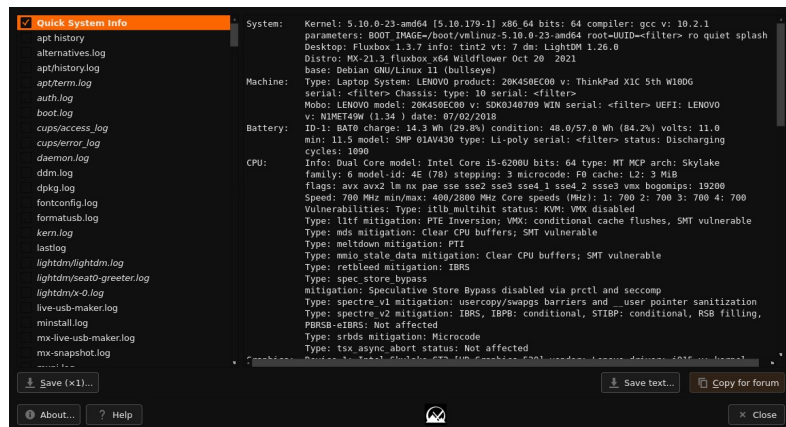 Quick System Info
apt history
alternatives.log
apt/history.log
apt/term.log
auth.log
boot.log
cups/access_log
cups/error_log
daemon.log
ddm.log
dpkg.log
fontconfig.log
formatusb.log
kern.log
lastlog
lightdm/lightdm.log
lightdm/seat0-greeter.log
lightdm/x-0.log
live-usb-maker.log
minstall.log
mx-live-usb-maker.log
mx-snapshot.log
System: Kernel: 5.10.0-23-amd64 [5.10.179-1] x86_64 bits: 64 compiler: gcc v: 10.2.1
parameters: BOOT_IMAGE=/boot/vmlinuz-5.10.0-23-amd64 root=UUID=<filter> ro quiet splash
Desktop: Fluxbox 1.3.7 info: tint2 vt: 7 dm: LightDM 1.26.0
Distro: MX-21.3_fluxbox_x64 Wildflower Oct 20  2021
base: Debian GNU/Linux 11 (bullseye)
Machine: Type: Laptop System: LENOVO product: 20K4S0EC00 v: ThinkPad X1C 5th W10DG
serial: <filter> Chassis: type: 10 serial: <filter>
Mobo: LENOVO model: 20K4S0EC00 v: SDK0J40709 WIN serial: <filter> UEFI: LENOVO
v: N1MET49W (1.34 ) date: 07/02/2018
Battery: ID-1: BAT0 charge: 14.3 Wh (29.8%) condition: 48.0/57.0 Wh (84.2%) volts: 11.0
min: 11.5 model: SMP 01AV430 type: Li-poly serial: <filter> status: Discharging
cycles: 1090
CPU: Info: Dual Core model: Intel Core i5-6200U bits: 64 type: MT MCP arch: Skylake
family: 6 model-id: 4E (78) stepping: 3 microcode: F0 cache: L2: 3 MiB
flags: avx avx2 lm nx pae sse sse2 sse3 sse4_1 sse4_2 ssse3 vmx bogomips: 19200
Speed: 700 MHz min/max: 400/2800 MHz Core speeds (MHz): 1: 700 2: 700 3: 700 4: 700
Vulnerabilities: Type: itlb_multihit status: KVM: VMX disabled
Type: l1tf mitigation: PTE Inversion; VMX: conditional cache flushes, SMT vulnerable
Type: mds mitigation: Clear CPU buffers; SMT vulnerable
Type: meltdown mitigation: PTI
Type: mmio_stale_data mitigation: Clear CPU buffers; SMT vulnerable
Type: retbleed mitigation: IBRS
Type: spec_store_bypass
mitigation: Speculative Store Bypass disabled via prctl and seccomp
Type: spectre_v1 mitigation: usercopy/swapgs barriers and __user pointer sanitization
Type: spectre_v2 mitigation: IBRS, IBPB: conditional, STIBP: conditional, RSB filling,
PBRSB-eIBRS: Not affected
Type: srbds mitigation: Microcode
Type: tsx_async_abort status: Not affected
Save (×1)...
Save text...
Copy for forum
About...
Help
Close